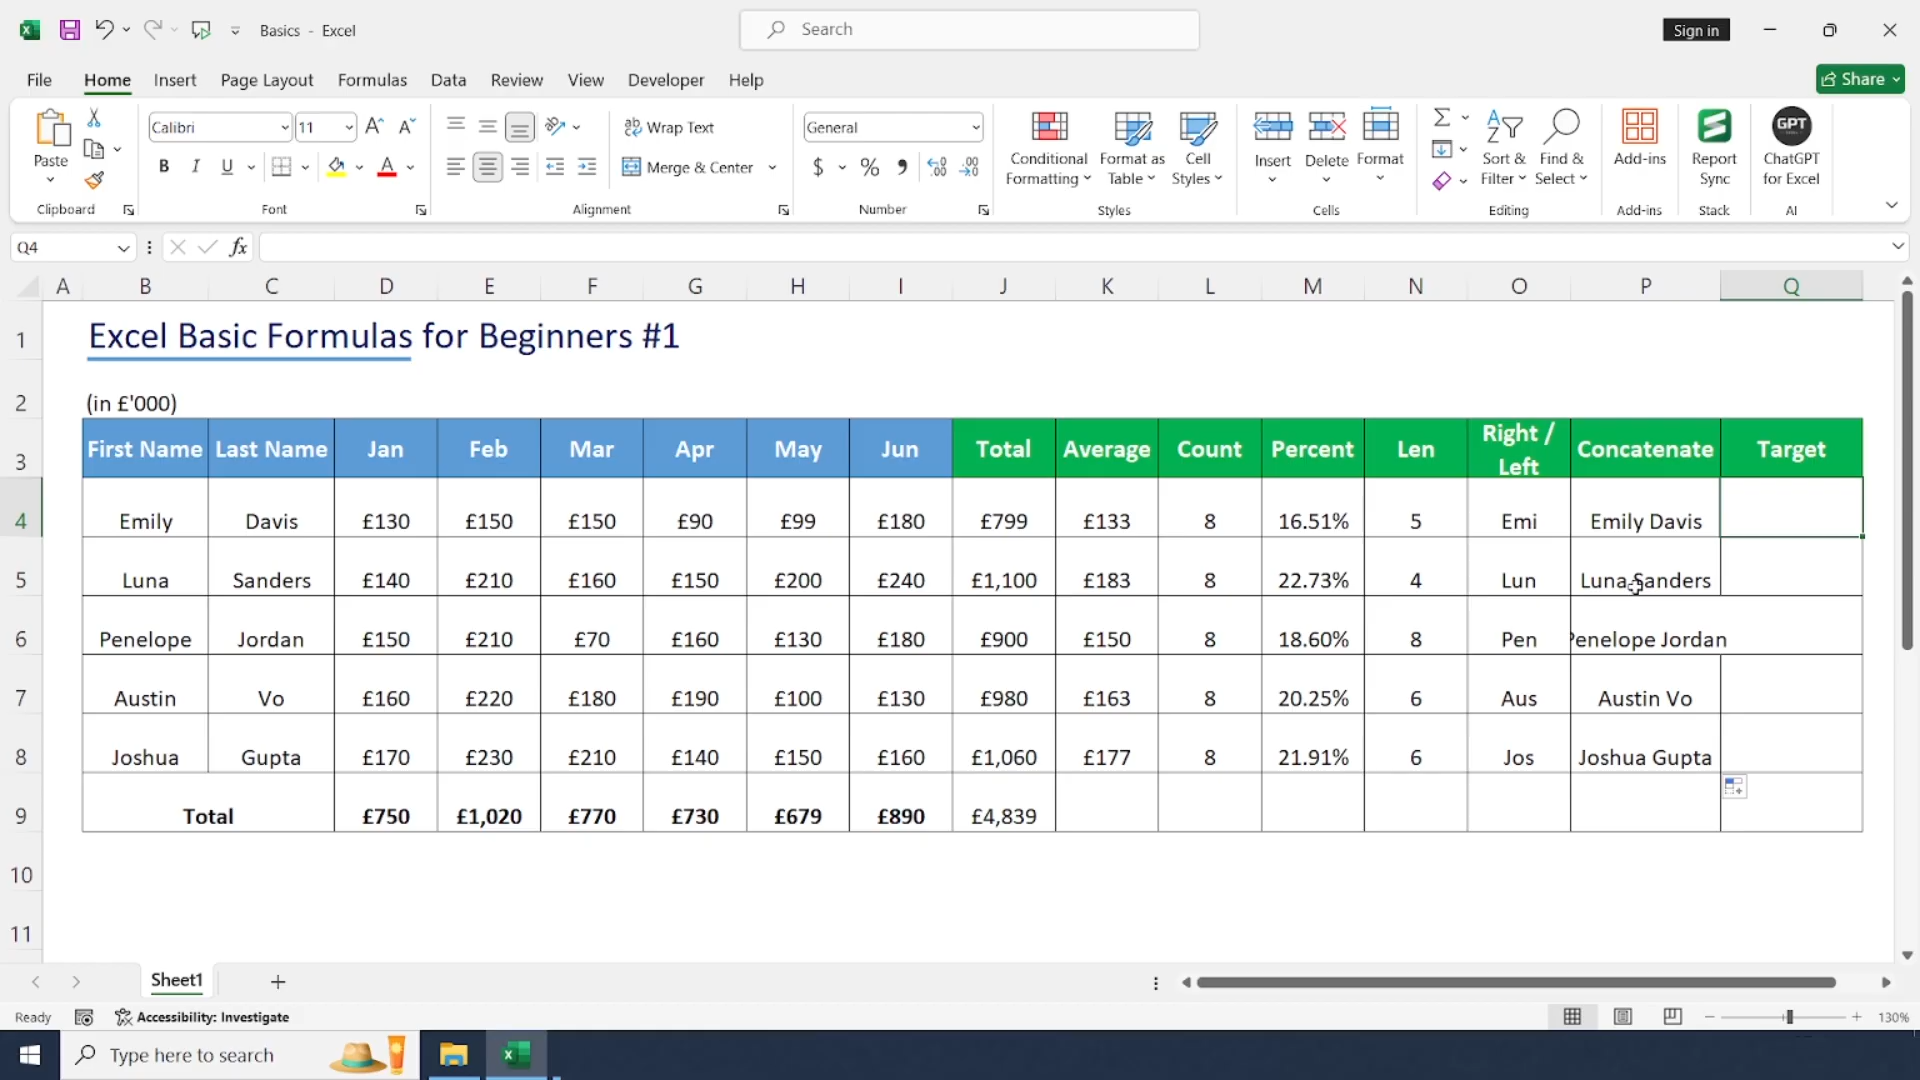 Basics - Excel
Search
Sign in
File Home Insert Page Layout Formulas Data Review View Developer Help
Share
Paste
Clipboard
Calibri 11
B I U
Font
Wrap Text
Merge & Center
Alignment
General
$ % ,
Number
Conditional Formatting
Format as Table
Cell Styles
Styles
Insert Delete Format
Cells
Sort & Filter
Find & Select
Editing
Add-ins
Add-ins
Report Sync
Stack
GPT
ChatGPT for Excel
AI
Q4 fx
A B C D E F G H I J K L M N O P Q
1 Excel Basic Formulas for Beginners #1
2 (in £'000)
3 First Name Last Name Jan Feb Mar Apr May Jun Total Average Count Percent Len Right / Left Concatenate Target
4 Emily Davis £130 £150 £150 £90 £99 £180 £799 £133 8 16.51% 5 Emi Emily Davis
5 Luna Sanders £140 £210 £160 £150 £200 £240 £1,100 £183 8 22.73% 4 Lun Luna Sanders
6 Penelope Jordan £150 £210 £70 £160 £130 £180 £900 £150 8 18.60% 8 Pen Penelope Jordan
7 Austin Vo £160 £220 £180 £190 £100 £130 £980 £163 8 20.25% 6 Aus Austin Vo
8 Joshua Gupta £170 £230 £210 £140 £150 £160 £1,060 £177 8 21.91% 6 Jos Joshua Gupta
9 Total £750 £1,020 £770 £730 £679 £890 £4,839
10
11
Sheet1
Ready Accessibility: Investigate 130%
Type here to search